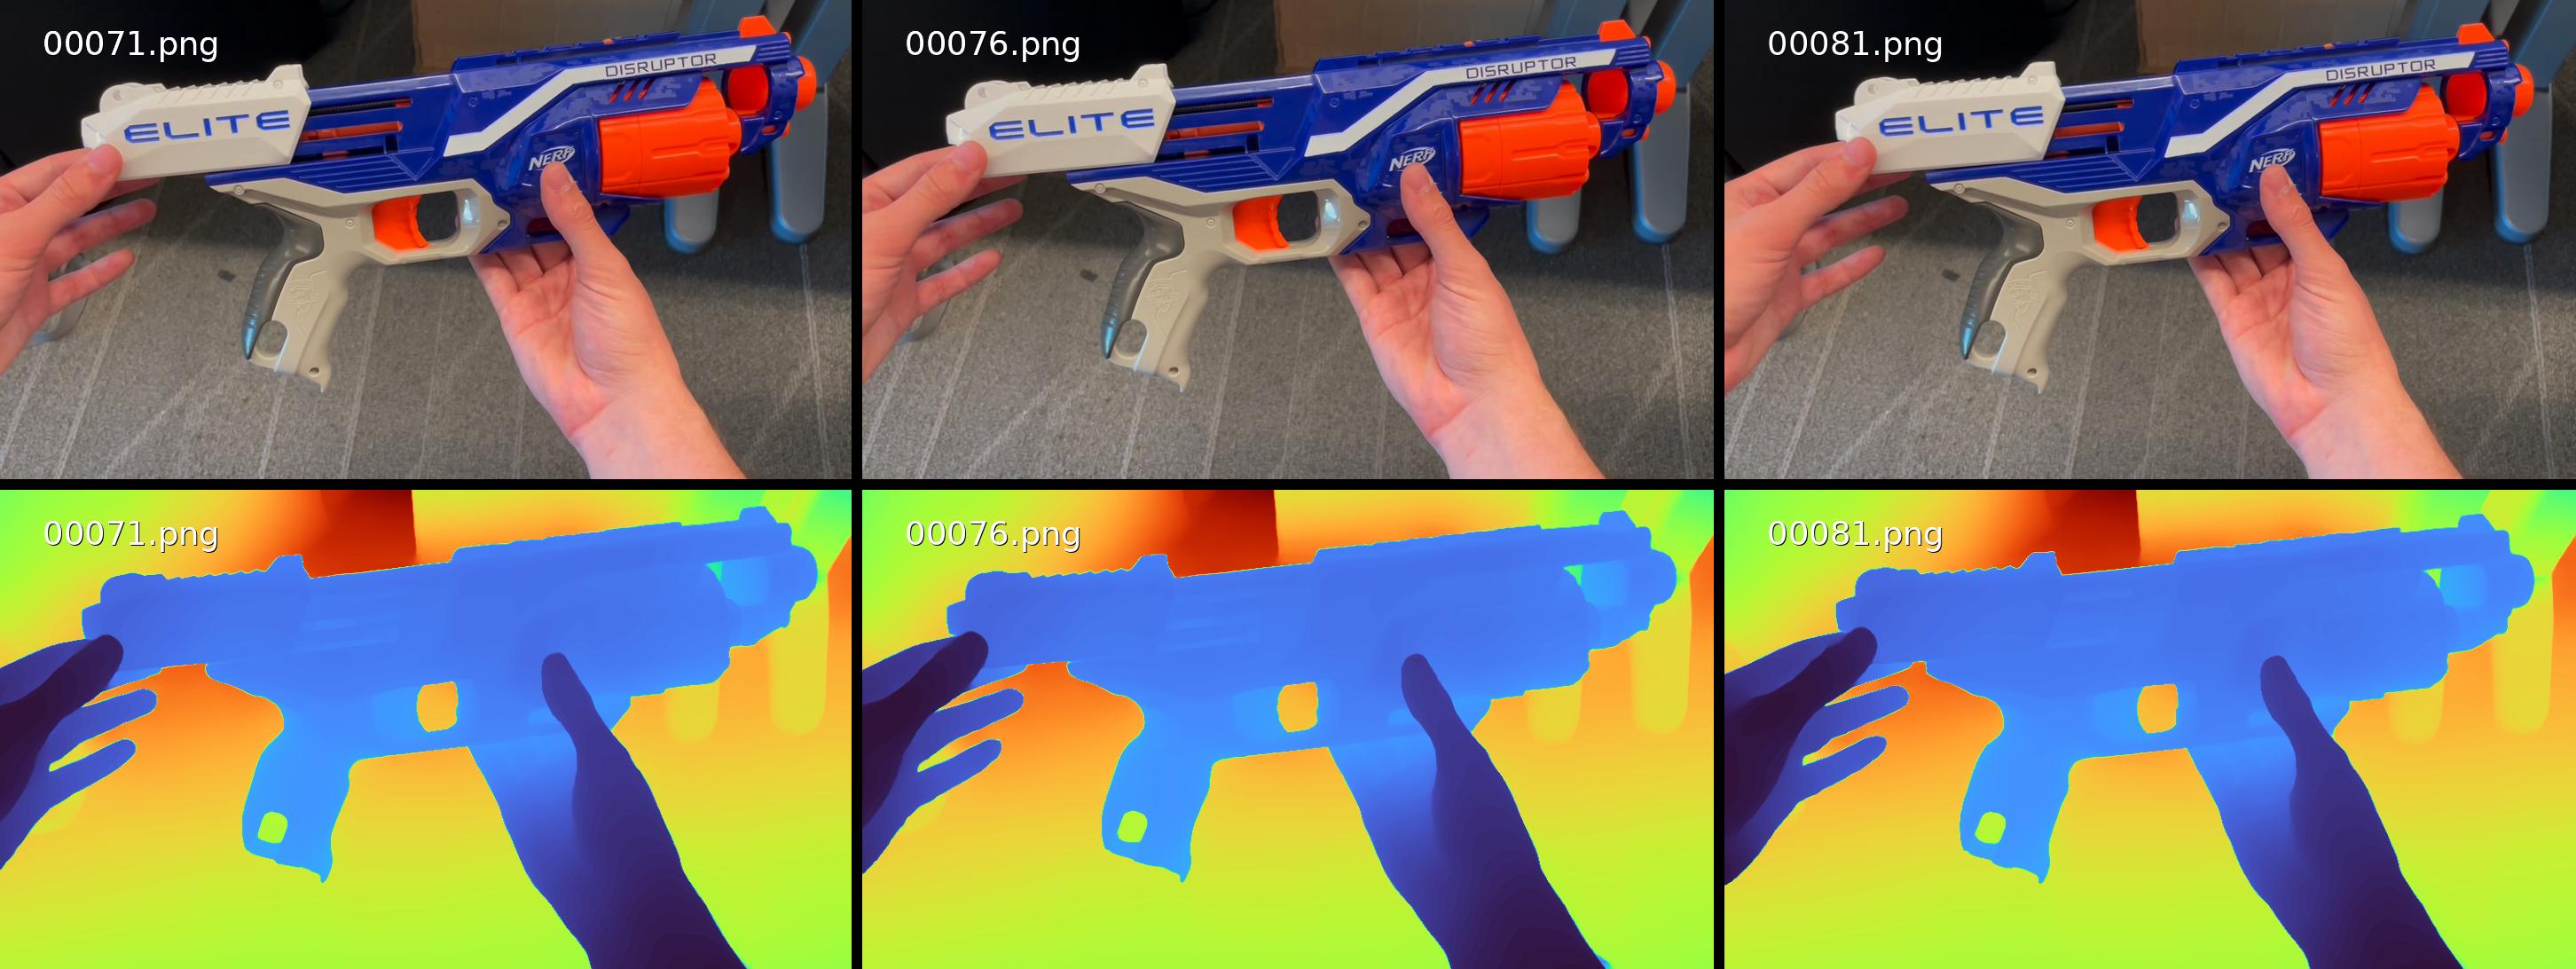 00071.png
00076.png
00081.png
DISRUPTOR
DISRUPTOR
DISRUPTOR
ELITE
ELITE
ELITE
NERF
NERF
NERF
00071.png
00076.png
00081.png